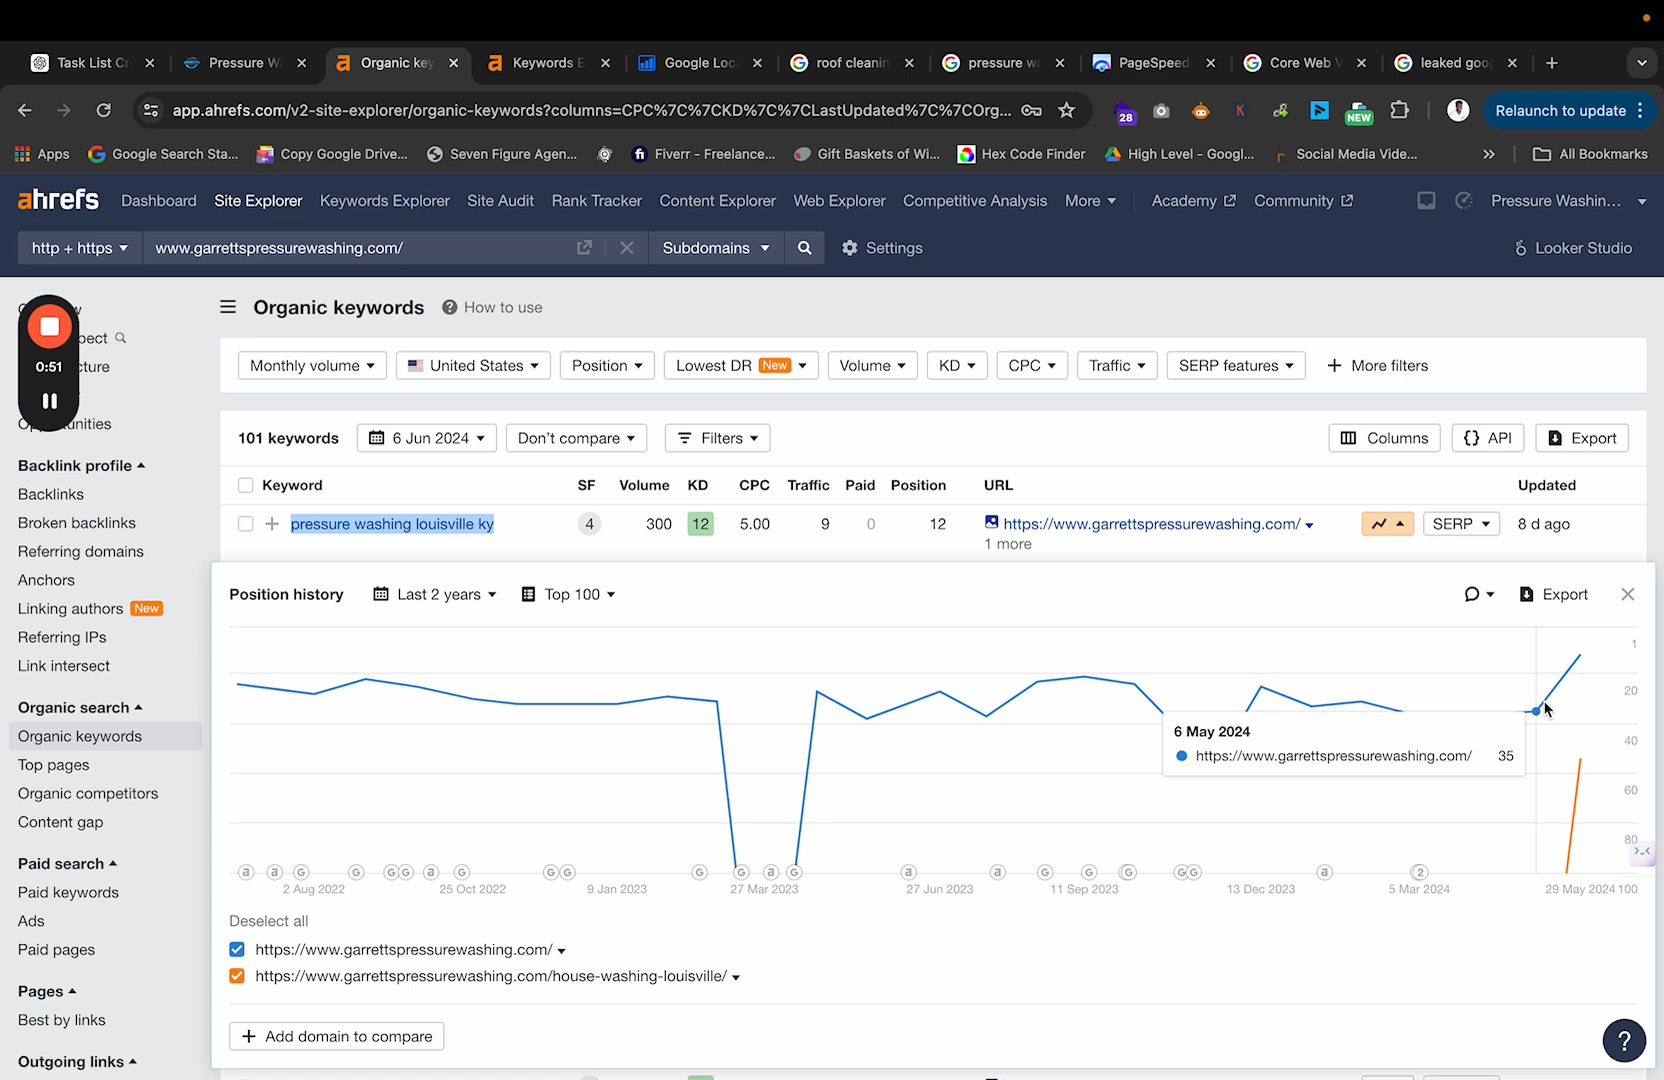 Task List Cr
Pressure W
Organic key
Keywords E
Google Loc
roof cleanin
pressure w
PageSpeed
Core Web V
leaked goo
app.ahrefs.com/v2-site-explorer/organic-keywords?columns=CPC%7C%7CKD%7C%7CLastUpdated%7C%7COrg...
28
K
NEW
Relaunch to update
Apps
Google Search Sta...
Copy Google Drive...
Seven Figure Agen...
Fiverr - Freelance...
Gift Baskets of Wi...
Hex Code Finder
High Level - Googl...
Social Media Vide...
All Bookmarks
ahrefs
Dashboard
Site Explorer
Keywords Explorer
Site Audit
Rank Tracker
Content Explorer
Web Explorer
Competitive Analysis
More
Academy
Community
Pressure Washin...
http + https
www.garrettspressurewashing.com/
Subdomains
Settings
Looker Studio
0:51
Organic keywords
How to use
Monthly volume
United States
Position
Lowest DR New
Volume
KD
CPC
Traffic
SERP features
More filters
101 keywords
6 Jun 2024
Don't compare
Filters
Columns
API
Export
Keyword SF Volume KD CPC Traffic Paid Position URL Updated
pressure washing louisville ky 4 300 12 5.00 9 0 12 https://www.garrettspressurewashing.com/ SERP 8 d ago
1 more
Backlink profile
Backlinks
Broken backlinks
Referring domains
Anchors
Linking authors New
Referring IPs
Link intersect
Organic search
Organic keywords
Top pages
Organic competitors
Content gap
Paid search
Paid keywords
Ads
Paid pages
Pages
Best by links
Outgoing links
Position history
Last 2 years
Top 100
Export
1
20
40
60
80
100
6 May 2024
https://www.garrettspressurewashing.com/ 35
2 Aug 2022
25 Oct 2022
9 Jan 2023
27 Mar 2023
27 Jun 2023
11 Sep 2023
13 Dec 2023
5 Mar 2024
29 May 2024
Deselect all
https://www.garrettspressurewashing.com/
https://www.garrettspressurewashing.com/house-washing-louisville/
Add domain to compare
?